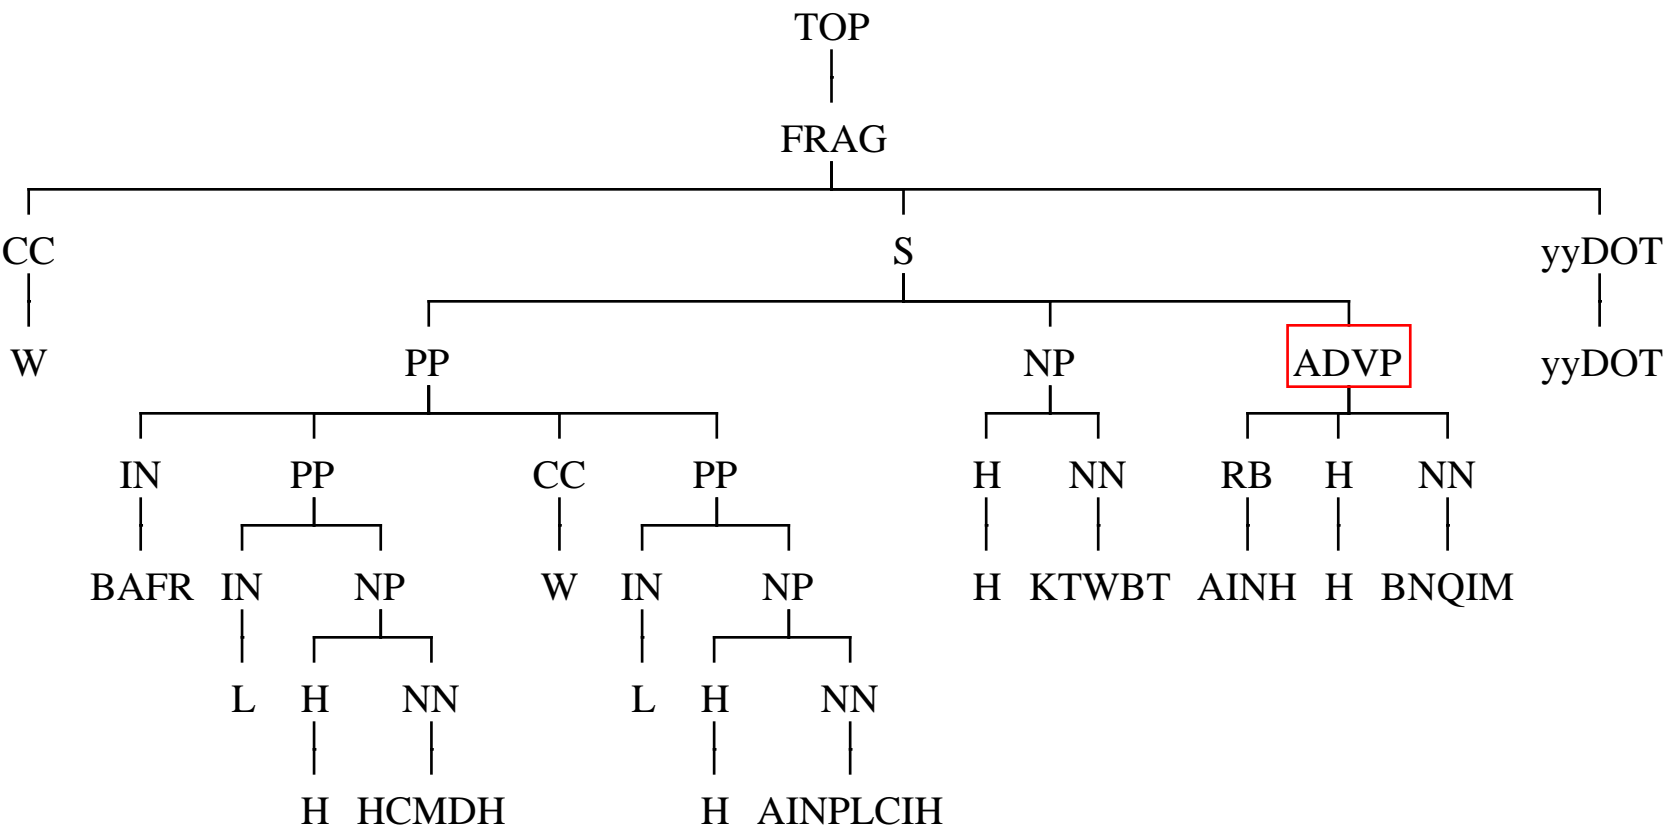 TOP
FRAG
CC S yyDOT
W PP NP ADVP yyDOT
IN PP CC PP H NN RB H NN
BAFR IN NP W IN NP H KTWBT AINH H BNQIM
L H NN L H NN
H HCMDH H AINPLCIH